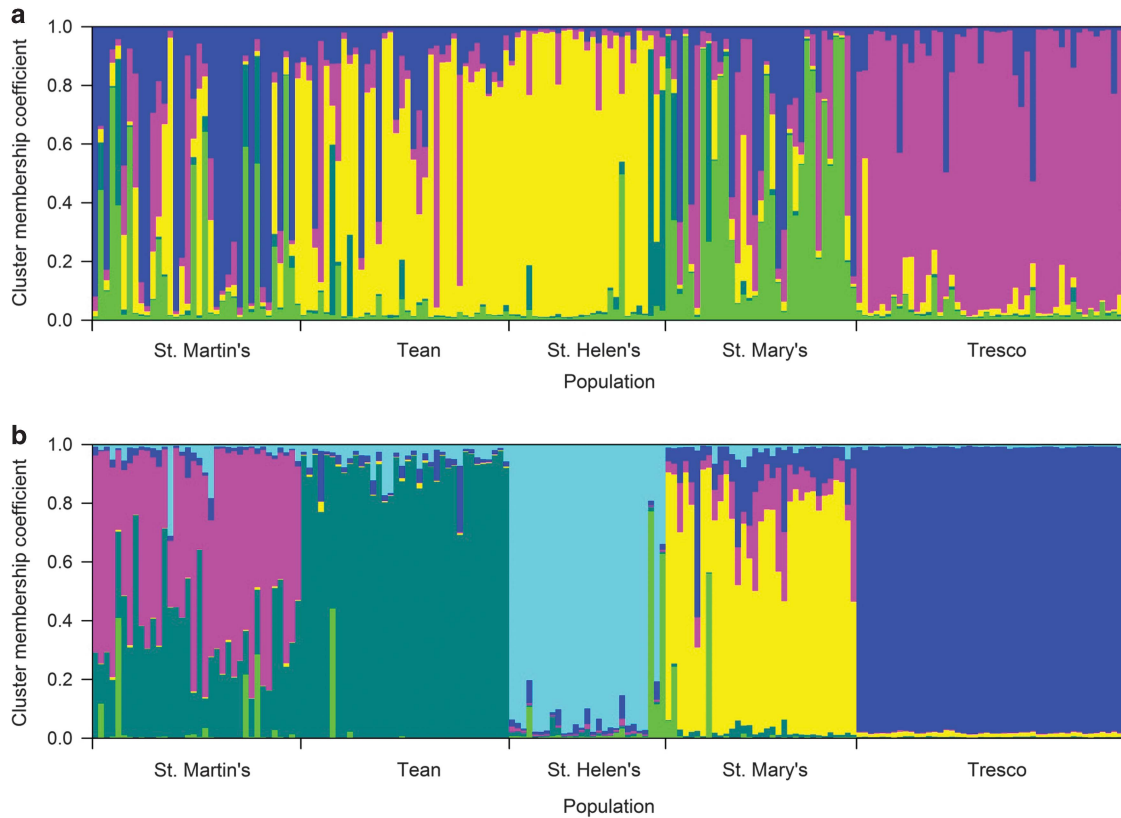 a
Cluster membership coefficient
1.0
0.8
0.6
0.4
0.2
0.0
St. Martin's Tean St. Helen's St. Mary's Tresco
Population
b
Cluster membership coefficient
1.0
0.8
0.6
0.4
0.2
0.0
St. Martin's Tean St. Helen's St. Mary's Tresco
Population